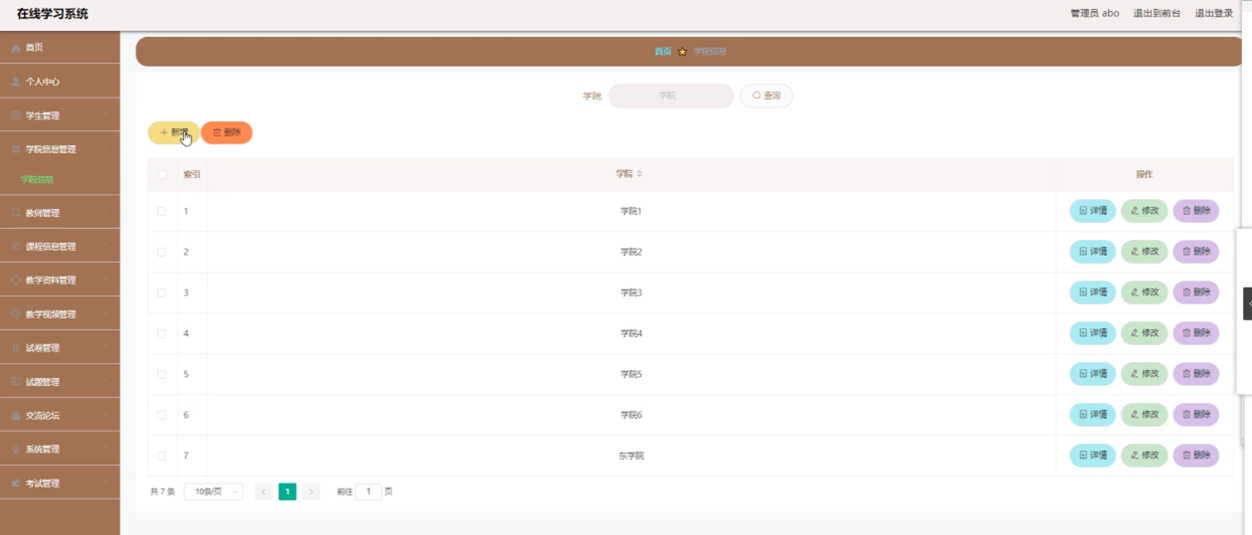 在线学习系统
管理员 abo 退出到前台 退出登录
首页
个人中心
学生管理
学院信息管理
学院信息
教师管理
课程信息管理
教学资料管理
教学视频管理
试卷管理
试题管理
交流论坛
系统管理
考试管理
首页 学院信息
学院 学院 查询
新增 删除
索引 学院 操作
1 学院1 详情 修改 删除
2 学院2 详情 修改 删除
3 学院3 详情 修改 删除
4 学院4 详情 修改 删除
5 学院5 详情 修改 删除
6 学院6 详情 修改 删除
7 东学院 详情 修改 删除
共 7 条 10条/页 1 前往 1 页